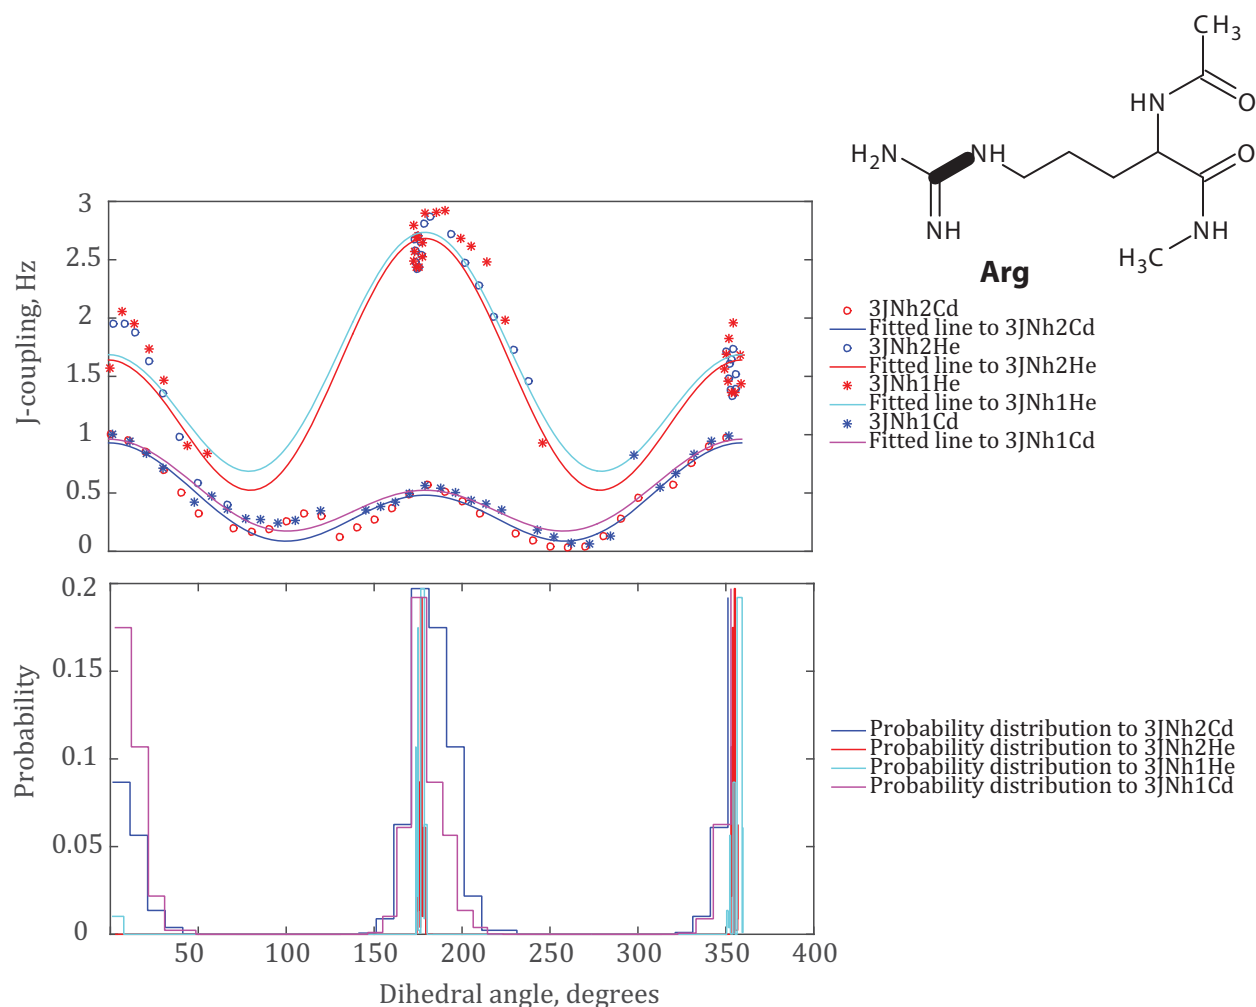 CH3
HN
O
H2N
NH
O
NH
NH
H3C
Arg
3
2.5
2
1.5
1
0.5
0
J-coupling, Hz
3JNh2Cd
Fitted line to 3JNh2Cd
3JNh2He
Fitted line to 3JNh2He
3JNh1He
Fitted line to 3JNh1He
3JNh1Cd
Fitted line to 3JNh1Cd
0.2
0.15
0.1
0.05
0
Probability
Probability distribution to 3JNh2Cd
Probability distribution to 3JNh2He
Probability distribution to 3JNh1He
Probability distribution to 3JNh1Cd
50 100 150 200 250 300 350 400
Dihedral angle, degrees